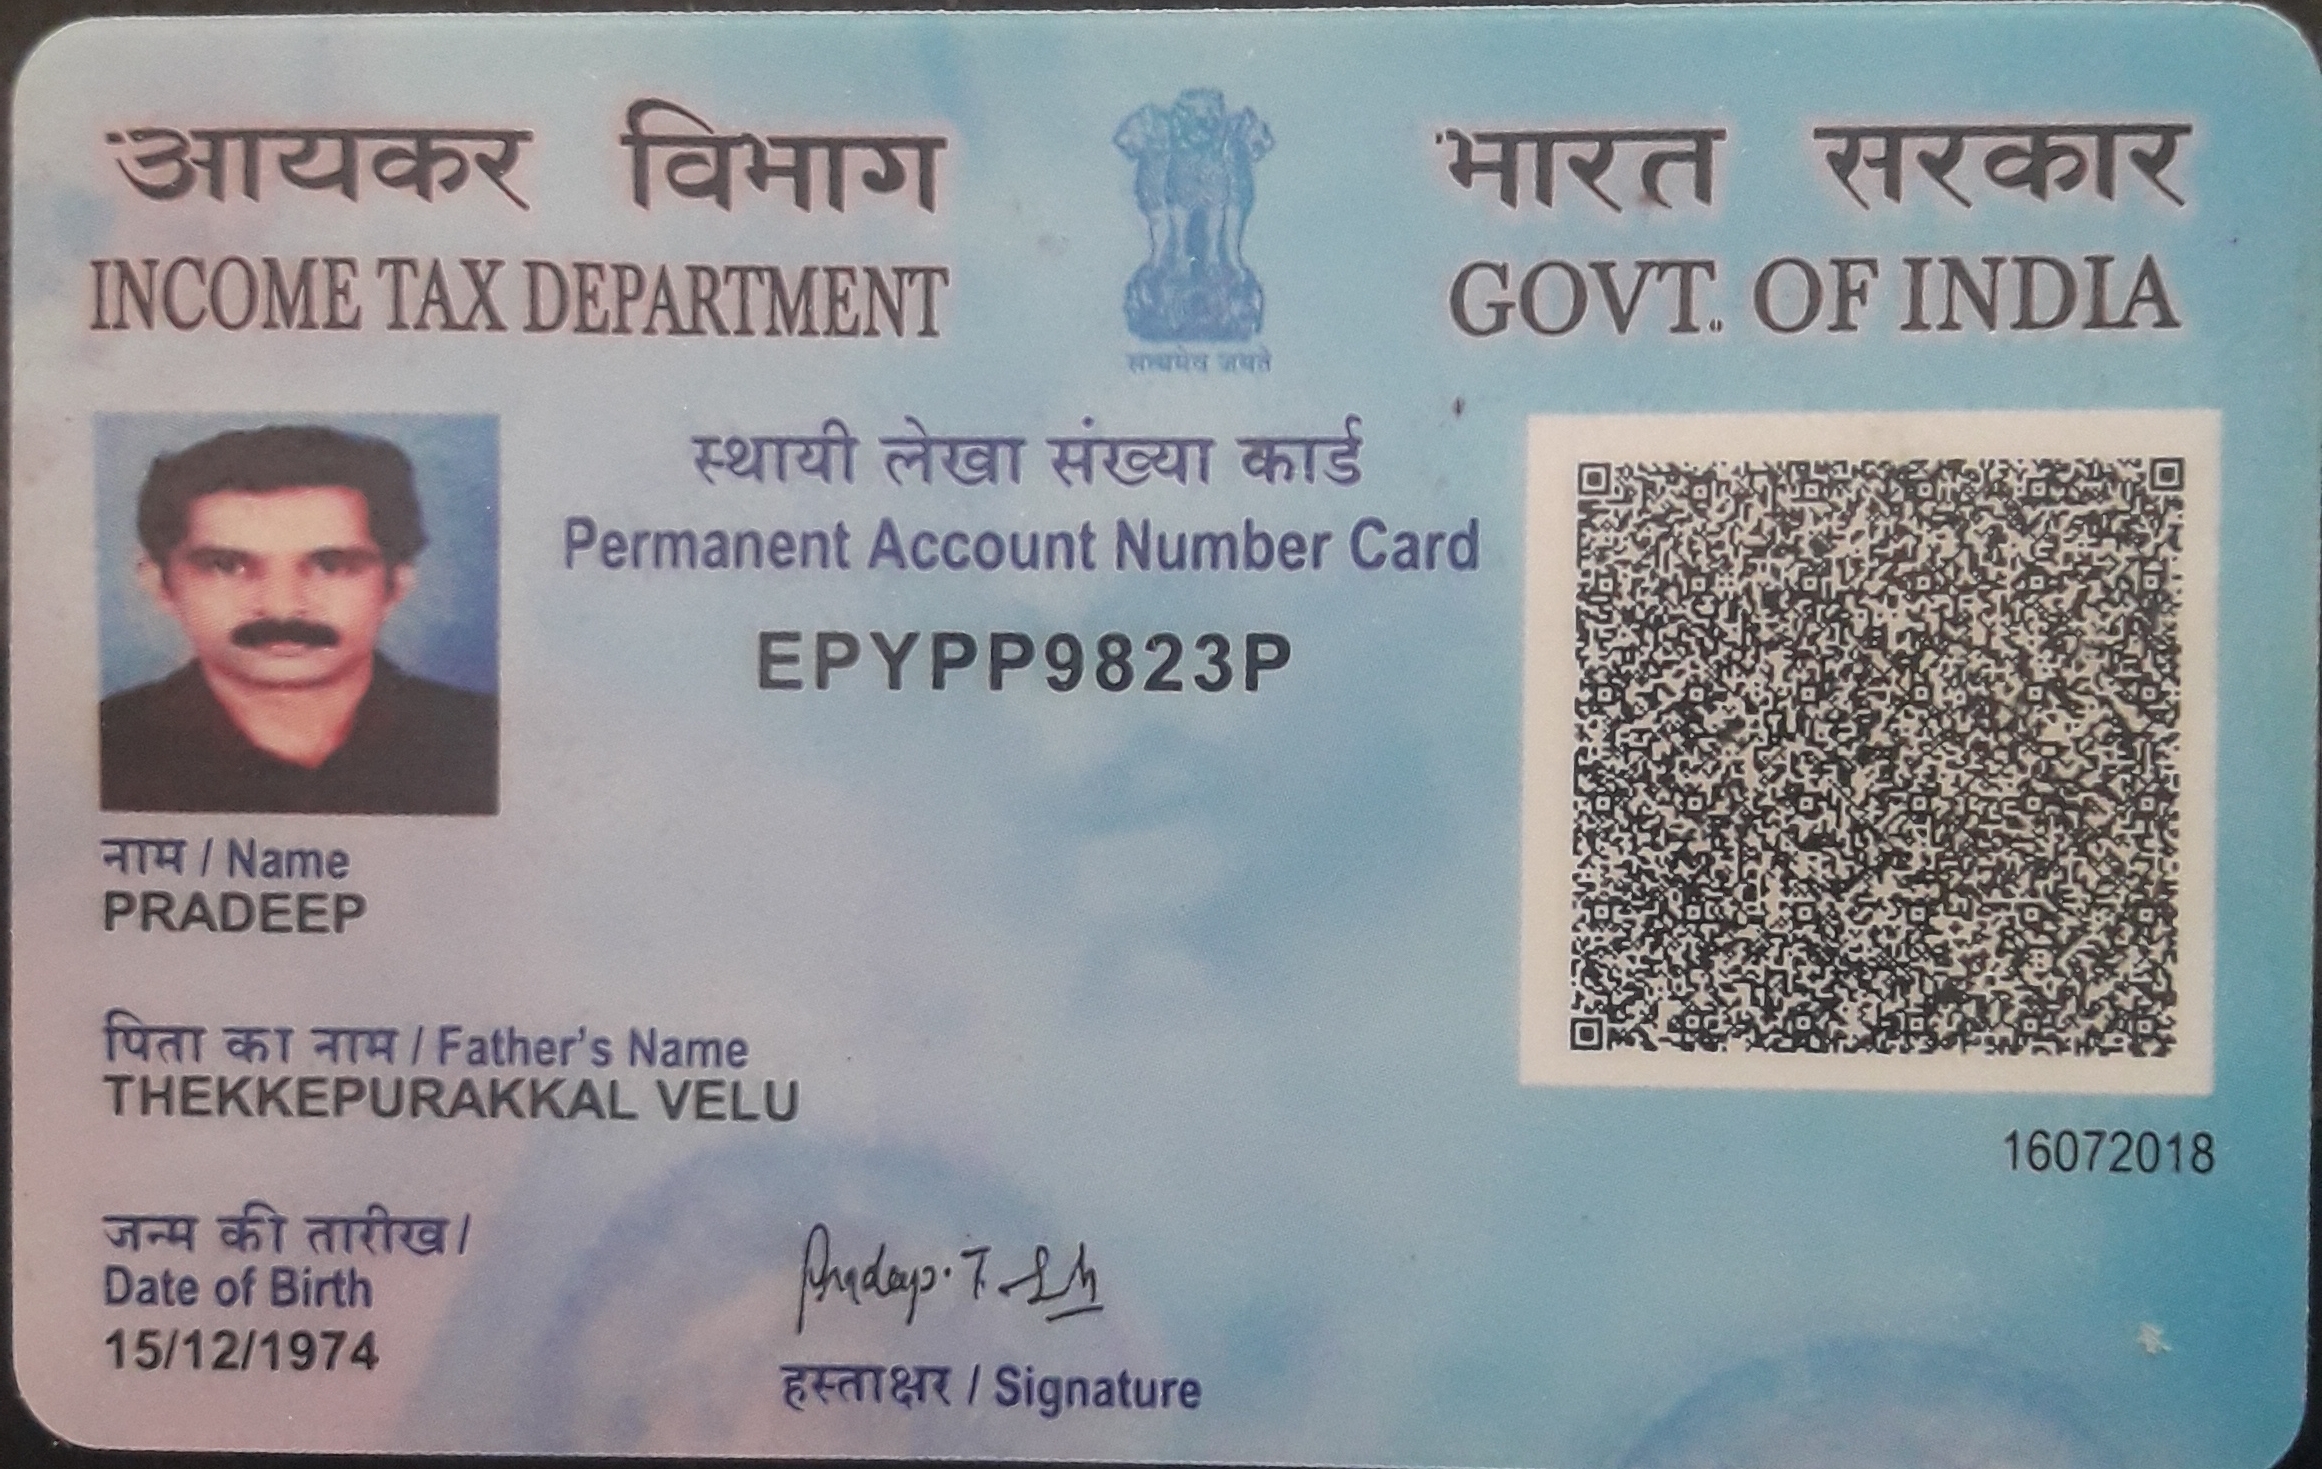 आयकर विभाग
INCOME TAX DEPARTMENT
सत्यमेव जयते
भारत सरकार
GOVT. OF INDIA
स्थायी लेखा संख्या कार्ड
Permanent Account Number Card
EPYPP9823P
नाम / Name
PRADEEP
पिता का नाम / Father's Name
THEKKEPURAKKAL VELU
16072018
जन्म की तारीख /
Date of Birth
15/12/1974
Pradeep. T.
हस्ताक्षर / Signature